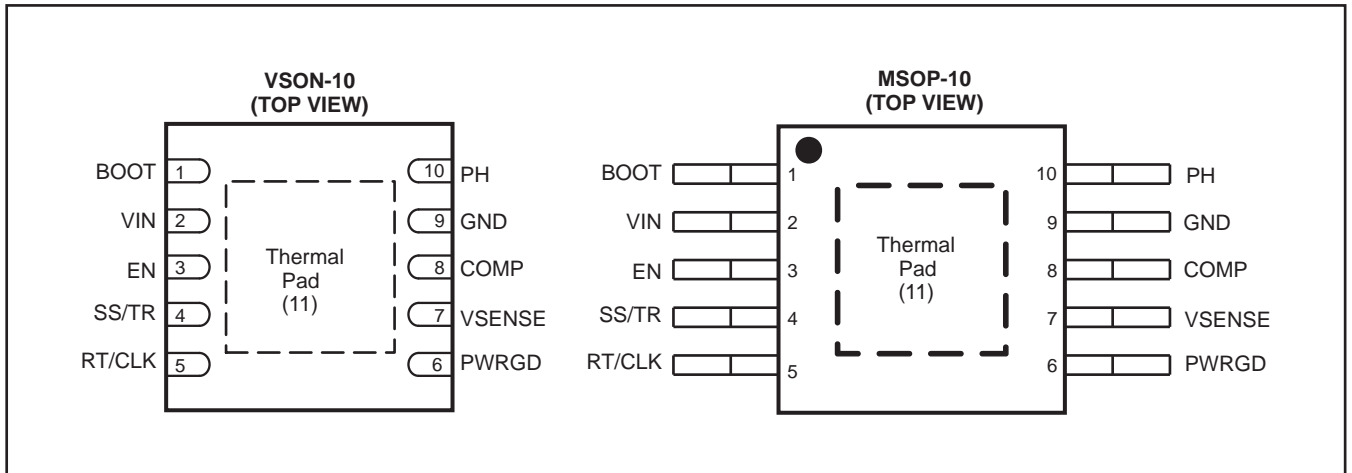 VSON-10
(TOP VIEW)
BOOT 1
VIN 2
EN 3
SS/TR 4
RT/CLK 5
Thermal
Pad
(11)
10 PH
9 GND
8 COMP
7 VSENSE
6 PWRGD
MSOP-10
(TOP VIEW)
BOOT 1
VIN 2
EN 3
SS/TR 4
RT/CLK 5
Thermal
Pad
(11)
10 PH
9 GND
8 COMP
7 VSENSE
6 PWRGD